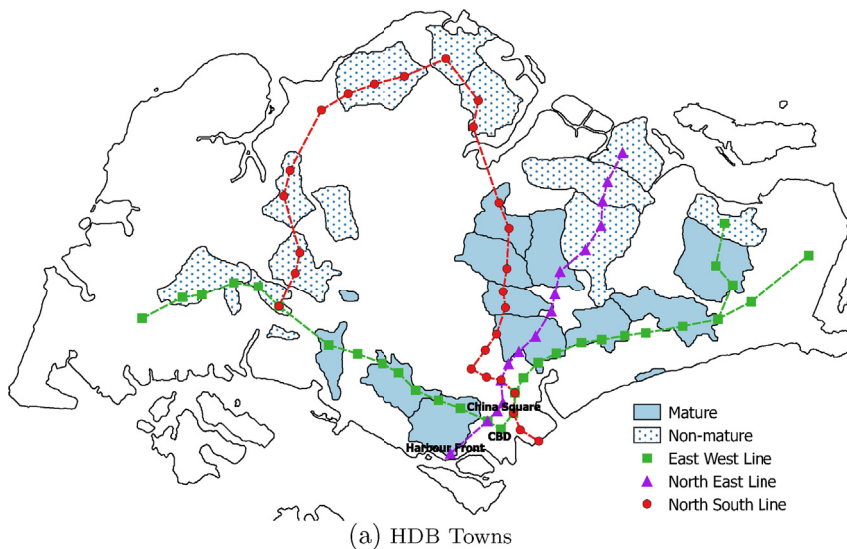 China Square
CBD
Harbour Front
Mature
Non-mature
East West Line
North East Line
North South Line
(a) HDB Towns